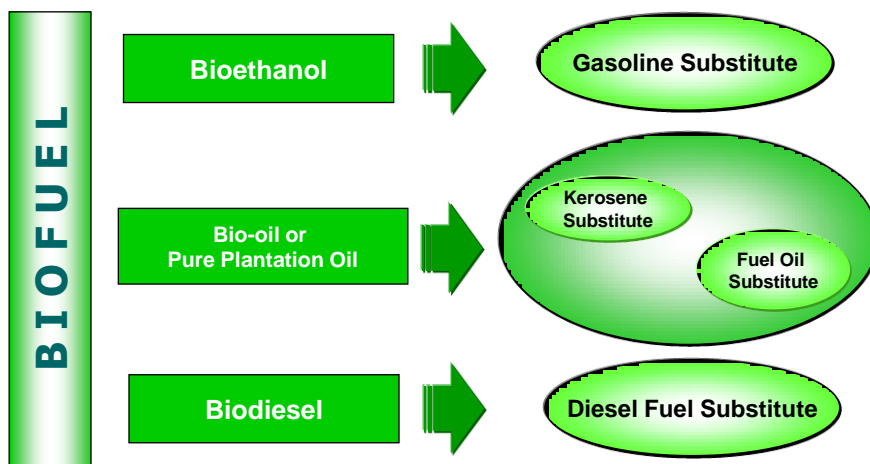 BIOFUEL
Bioethanol
Gasoline Substitute
Bio-oil or
Pure Plantation Oil
Kerosene
Substitute
Fuel Oil
Substitute
Biodiesel
Diesel Fuel Substitute